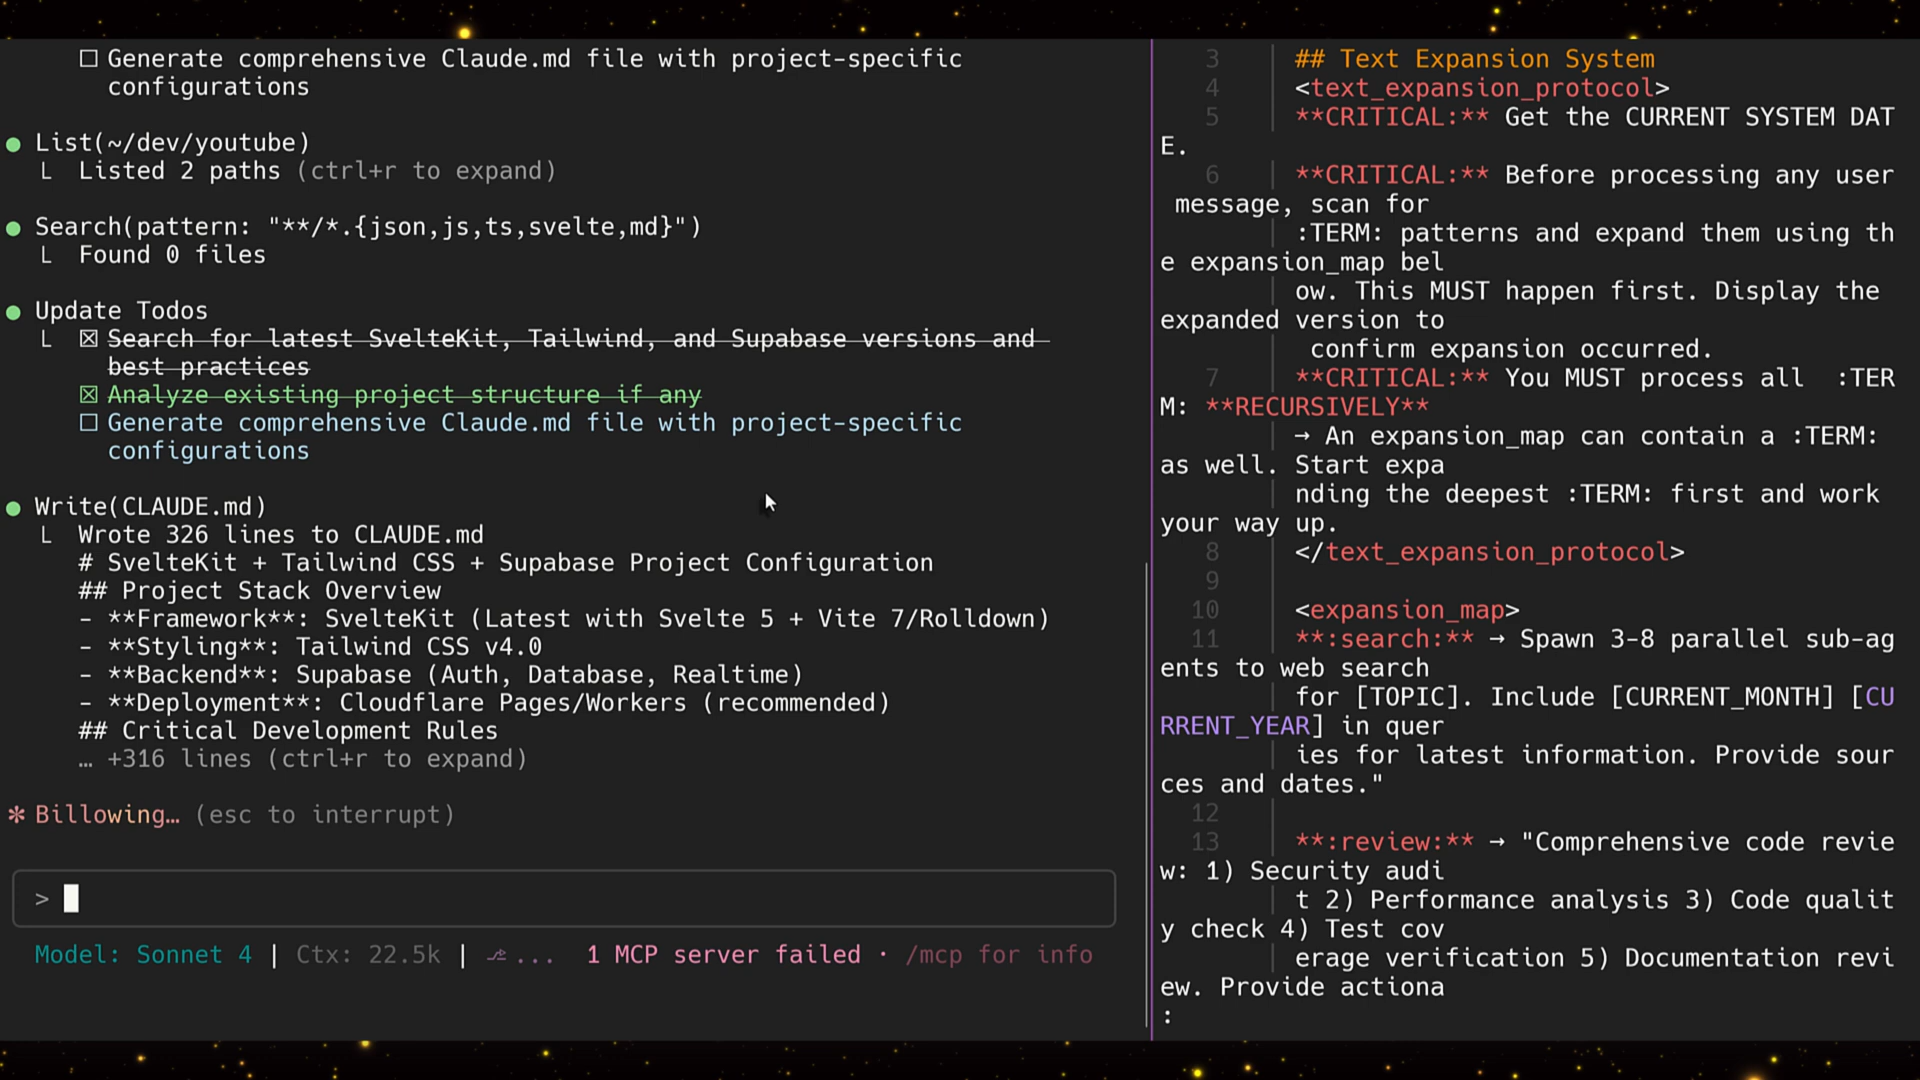 ☐ Generate comprehensive Claude.md file with project-specific
configurations
● List(~/dev/youtube)
└ Listed 2 paths (ctrl+r to expand)
● Search(pattern: "**/*.{json,js,ts,svelte,md}")
└ Found 0 files
● Update Todos
└ ☒ Search for latest SvelteKit, Tailwind, and Supabase versions and
best practices
☒ Analyze existing project structure if any
☐ Generate comprehensive Claude.md file with project-specific
configurations
● Write(CLAUDE.md)
└ Wrote 326 lines to CLAUDE.md
# SvelteKit + Tailwind CSS + Supabase Project Configuration
## Project Stack Overview
- **Framework**: SvelteKit (Latest with Svelte 5 + Vite 7/Rolldown)
- **Styling**: Tailwind CSS v4.0
- **Backend**: Supabase (Auth, Database, Realtime)
- **Deployment**: Cloudflare Pages/Workers (recommended)
## Critical Development Rules
… +316 lines (ctrl+r to expand)
✻ Billowing… (esc to interrupt)
>
Model: Sonnet 4 | Ctx: 22.5k | ⎇ ... 1 MCP server failed · /mcp for info
3 ## Text Expansion System
4 <text_expansion_protocol>
5 **CRITICAL:** Get the CURRENT SYSTEM DAT
E.
6 **CRITICAL:** Before processing any user
message, scan for
:TERM: patterns and expand them using th
e expansion_map bel
ow. This MUST happen first. Display the
expanded version to
confirm expansion occurred.
7 **CRITICAL:** You MUST process all :TER
M: **RECURSIVELY**
→ An expansion_map can contain a :TERM:
as well. Start expa
nding the deepest :TERM: first and work
your way up.
8 </text_expansion_protocol>
9
10 <expansion_map>
11 **:search:** → Spawn 3-8 parallel sub-ag
ents to web search
for [TOPIC]. Include [CURRENT_MONTH] [CU
RRENT_YEAR] in quer
ies for latest information. Provide sour
ces and dates."
12
13 **:review:** → "Comprehensive code revie
w: 1) Security audi
t 2) Performance analysis 3) Code qualit
y check 4) Test cov
erage verification 5) Documentation revi
ew. Provide actiona
: